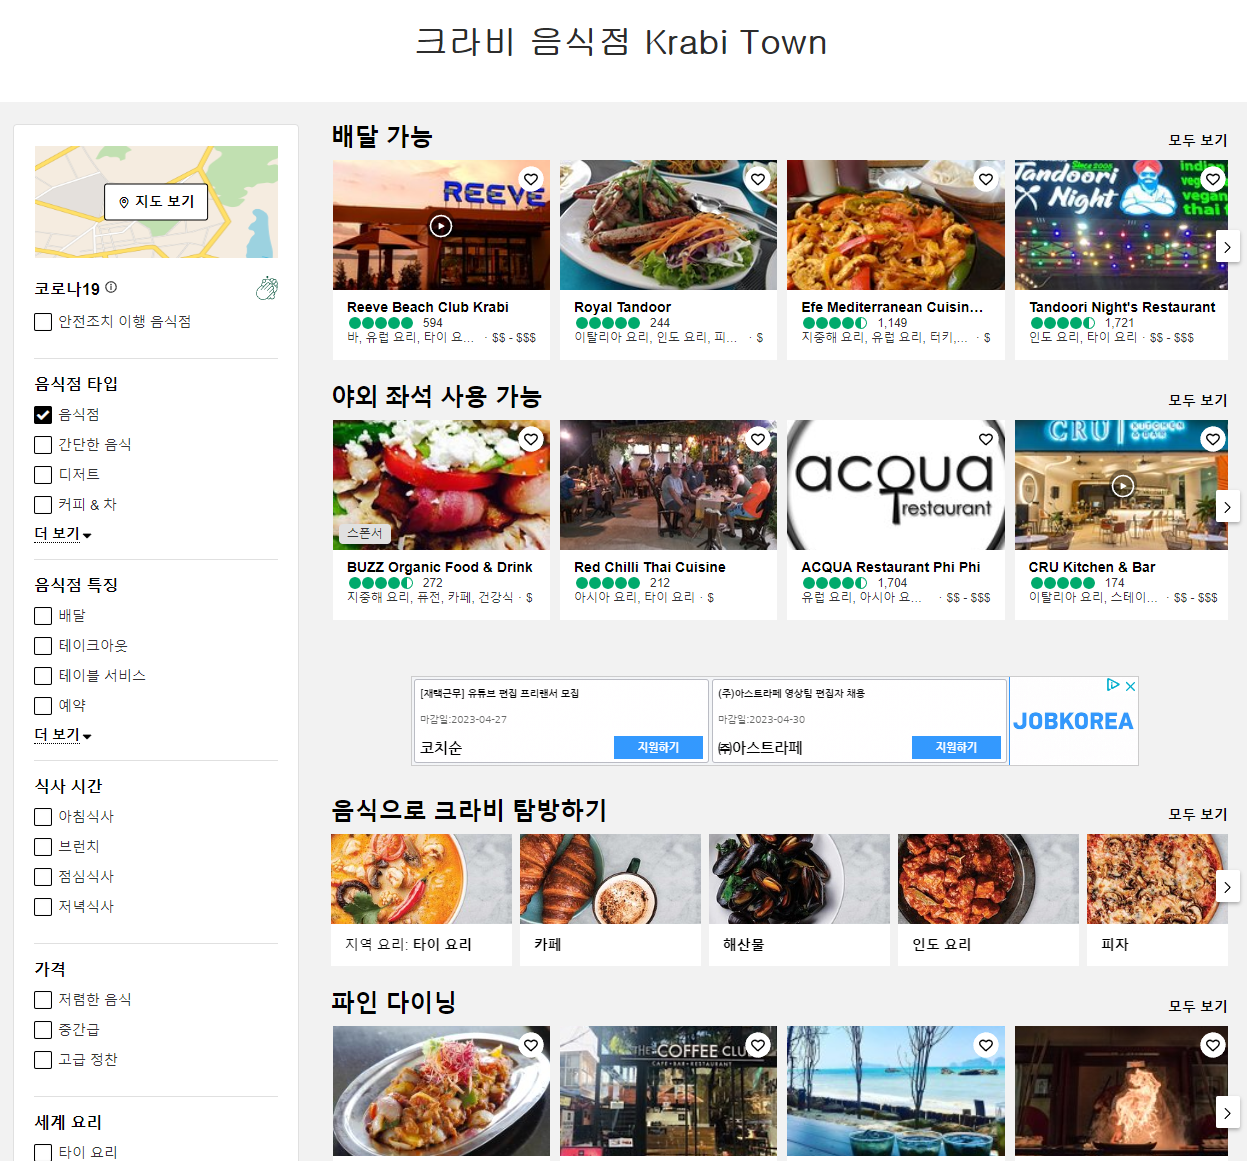 크라비 음식점 Krabi Town
지도 보기
코로나19
안전조치 이행 음식점
음식점 타입
음식점
간단한 음식
디저트
커피 & 차
더 보기
음식점 특징
배달
테이크아웃
테이블 서비스
예약
더 보기
식사 시간
아침식사
브런치
점심식사
저녁식사
가격
저렴한 음식
중간급
고급 정찬
세계 요리
타이 요리
배달 가능
모두 보기
REEVE
Reeve Beach Club Krabi
594
바, 유럽 요리, 타이 요... · $$ - $$$
Royal Tandoor
244
이탈리아 요리, 인도 요리, 피... · $
Efe Mediterranean Cuisin...
1,149
지중해 요리, 유럽 요리, 터키,... · $
Since 2005
Tandoori
Night
Tandoori Night's Restaurant
1,721
인도 요리, 타이 요리 · $$ - $$$
야외 좌석 사용 가능
모두 보기
스폰서
BUZZ Organic Food & Drink
272
지중해 요리, 퓨전, 카페, 건강식 · $
Red Chilli Thai Cuisine
212
아시아 요리, 타이 요리 · $
acqua
restaurant
ACQUA Restaurant Phi Phi
1,704
유럽 요리, 아시아 요... · $$ - $$$
CRU KITCHEN & BAR
CRU Kitchen & Bar
174
이탈리아 요리, 스테이... · $$ - $$$
[재택근무] 유튜브 편집 프리랜서 모집
마감일:2023-04-27
코치순
지원하기
(주)아스트라페 영상팀 편집자 채용
마감일:2023-04-30
㈜아스트라페
지원하기
JOBKOREA
음식으로 크라비 탐방하기
모두 보기
지역 요리: 타이 요리
카페
해산물
인도 요리
피자
파인 다이닝
모두 보기
THE COFFEE CLU
CAFE • BAR • RESTAURANT